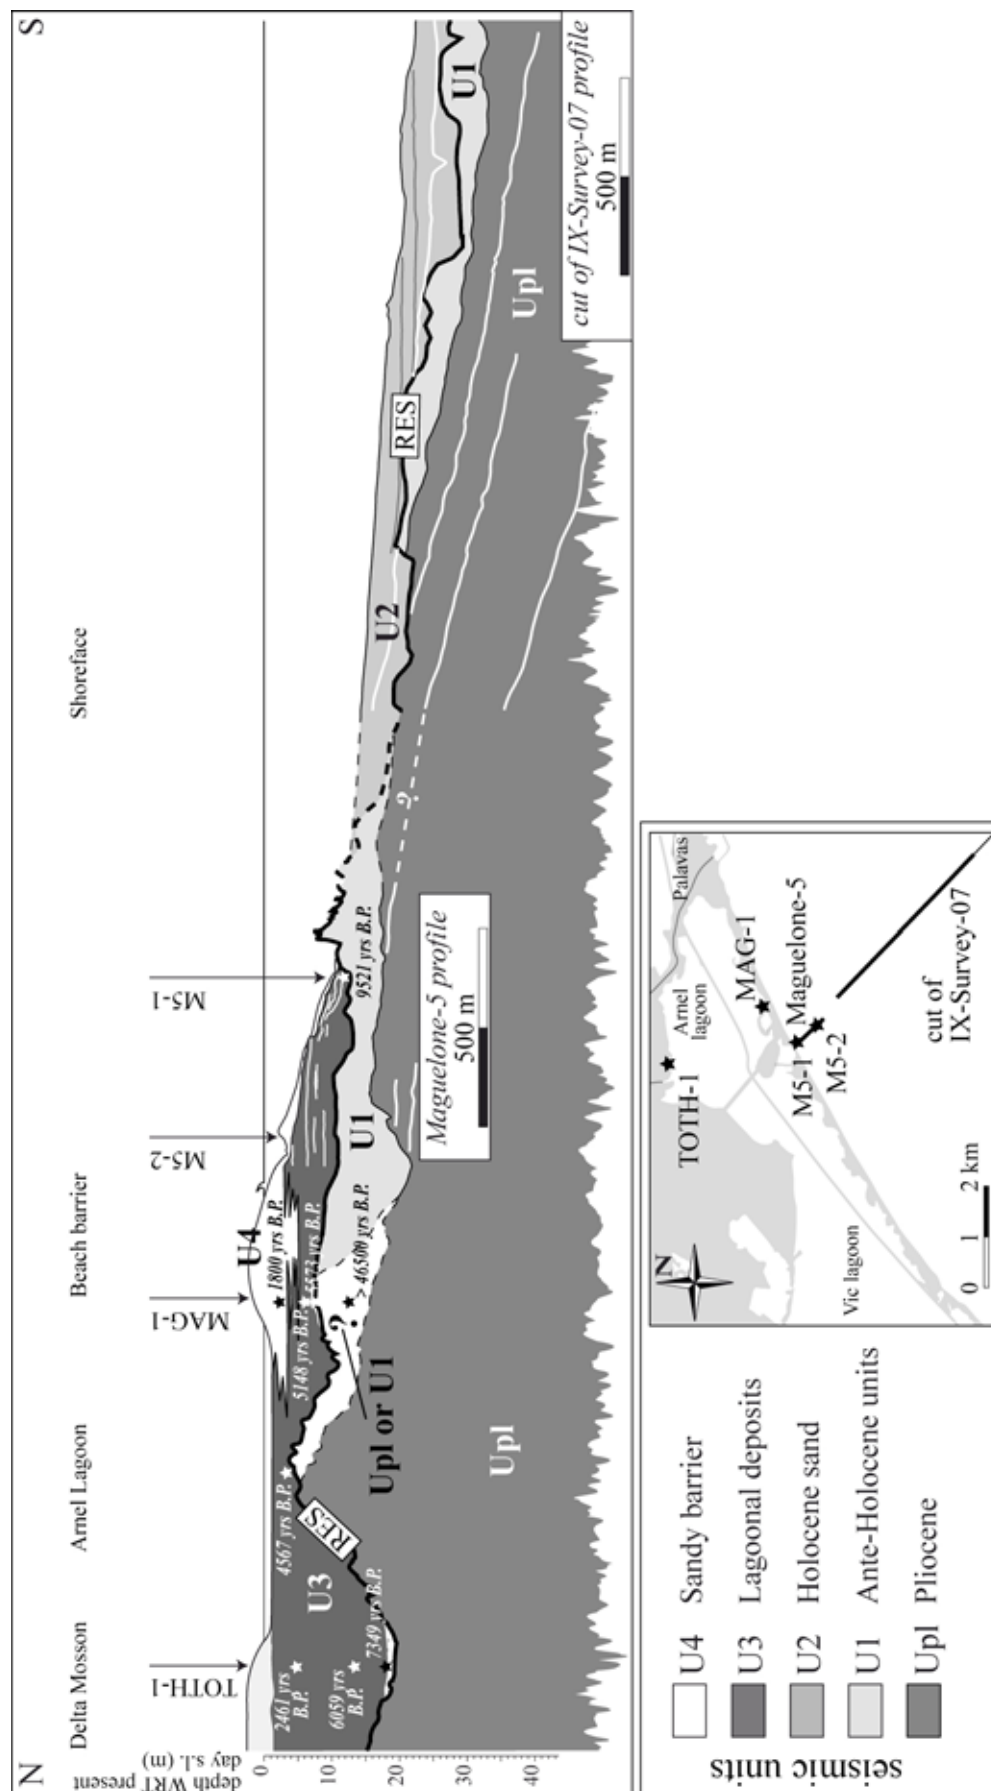 N
S
Delta Mosson
Arnel Lagoon
Beach barrier
Shoreface
TOTH-1
MAG-1
M5-2
M5-1
depth WRT present
day s.l. (m)
0
10
20
30
40
2461 yrs
B.P.
6059 yrs
B.P.
7349 yrs B.P.
U3
4567 yrs B.P.
RES
5148 yrs B.P.
U4
1800 yrs B.P.
yrs B.P.
> 46500 yrs B.P.
?
?
Upl or U1
U1
9521 yrs B.P.
?
U2
RES
U1
Upl
Upl
Maguelone-5 profile
500 m
cut of IX-Survey-07 profile
500 m
seismic units
U4 Sandy barrier
U3 Lagoonal deposits
U2 Holocene sand
U1 Ante-Holocene units
Upl Pliocene
N
TOTH-1
Arnel
lagoon
Palavas
MAG-1
Maguelone-5
M5-1
M5-2
Vic lagoon
cut of
IX-Survey-07
0 1 2 km